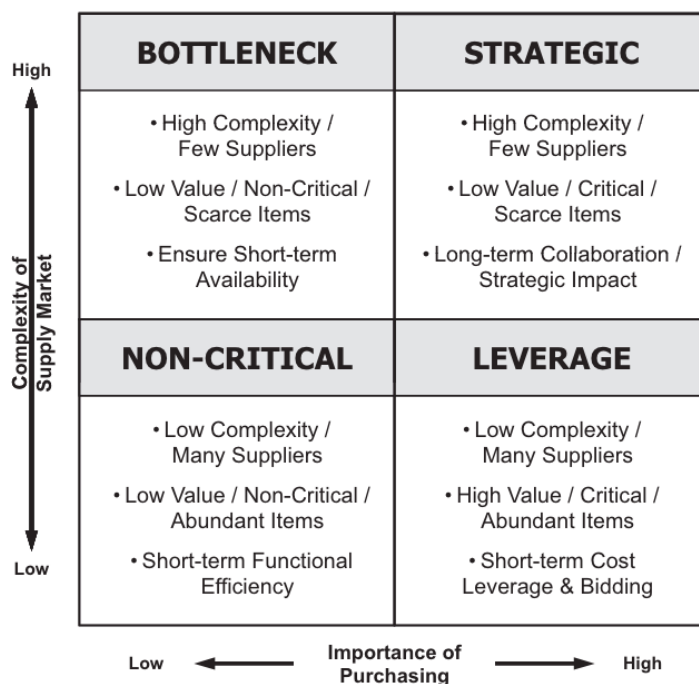 BOTTLENECK
STRATEGIC
High
• High Complexity /
Few Suppliers
• Low Value / Non-Critical /
Scarce Items
• Ensure Short-term
Availability
• High Complexity /
Few Suppliers
• Low Value / Critical /
Scarce Items
• Long-term Collaboration /
Strategic Impact
Complexity of
Supply Market
NON-CRITICAL
LEVERAGE
• Low Complexity /
Many Suppliers
• Low Value / Non-Critical /
Abundant Items
• Short-term Functional
Efficiency
• Low Complexity /
Many Suppliers
• High Value / Critical /
Abundant Items
• Short-term Cost
Leverage & Bidding
Low
Low
Importance of
Purchasing
High